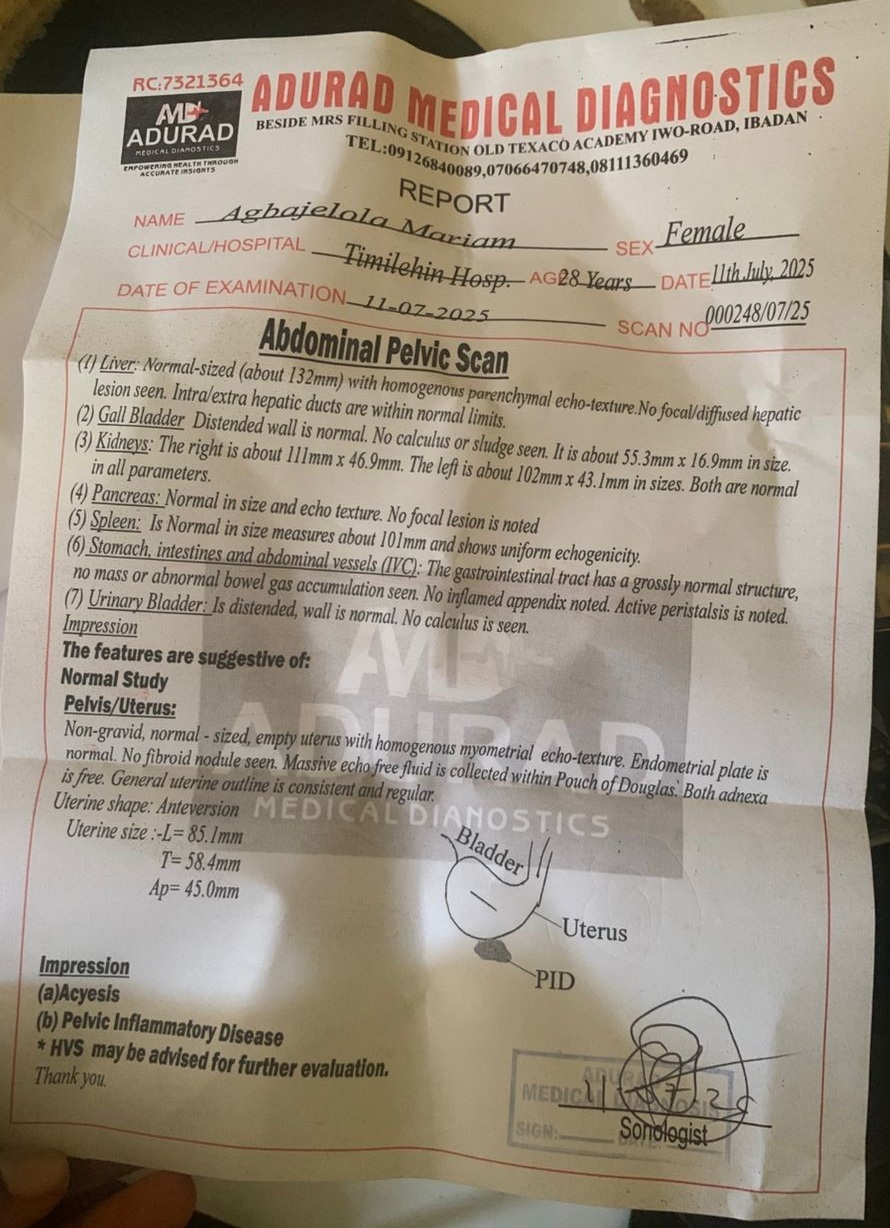 RC:7321364
ADURAD
MEDICAL DIAGNOSTICS
EMPOWERING HEALTH THROUGH
ACCURATE INSIGHTS
ADURAD MEDICAL DIAGNOSTICS
BESIDE MRS FILLING STATION OLD TEXACO ACADEMY IWO-ROAD, IBADAN
TEL:09126840089,07066470748,08111360469
REPORT
NAME Agbajelola Mariam SEX Female
CLINICAL/HOSPITAL Timilehin Hosp. AGE 28 Years DATE 11th July, 2025
DATE OF EXAMINATION 11-07-2025 SCAN NO 000248/07/25
Abdominal Pelvic Scan
(1) Liver: Normal-sized (about 132mm) with homogenous parenchymal echo-texture.No focal/diffused hepatic
lesion seen. Intra/extra hepatic ducts are within normal limits.
(2) Gall Bladder Distended wall is normal. No calculus or sludge seen. It is about 55.3mm x 16.9mm in size.
(3) Kidneys: The right is about 111mm x 46.9mm. The left is about 102mm x 43.1mm in sizes. Both are normal
in all parameters.
(4) Pancreas: Normal in size and echo texture. No focal lesion is noted
(5) Spleen: Is Normal in size measures about 101mm and shows uniform echogenicity.
(6) Stomach, intestines and abdominal vessels (IVC): The gastrointestinal tract has a grossly normal structure,
no mass or abnormal bowel gas accumulation seen. No inflamed appendix noted. Active peristalsis is noted.
(7) Urinary Bladder: Is distended, wall is normal. No calculus is seen.
Impression
The features are suggestive of:
Normal Study
Pelvis/Uterus:
Non-gravid, normal - sized, empty uterus with homogenous myometrial echo-texture. Endometrial plate is
normal. No fibroid nodule seen. Massive echo free fluid is collected within Pouch of Douglas. Both adnexa
is free. General uterine outline is consistent and regular.
Uterine shape: Anteversion
Uterine size :-L= 85.1mm
T= 58.4mm
Ap= 45.0mm
ADURAD
MEDICAL DIANOSTICS
Bladder
Uterus
PID
Impression
(a)Acyesis
(b) Pelvic Inflammatory Disease
* HVS may be advised for further evaluation.
Thank you.
ADURAD
MEDICAL DIAGNOSIS
SIGN: DATE:
Sonologist